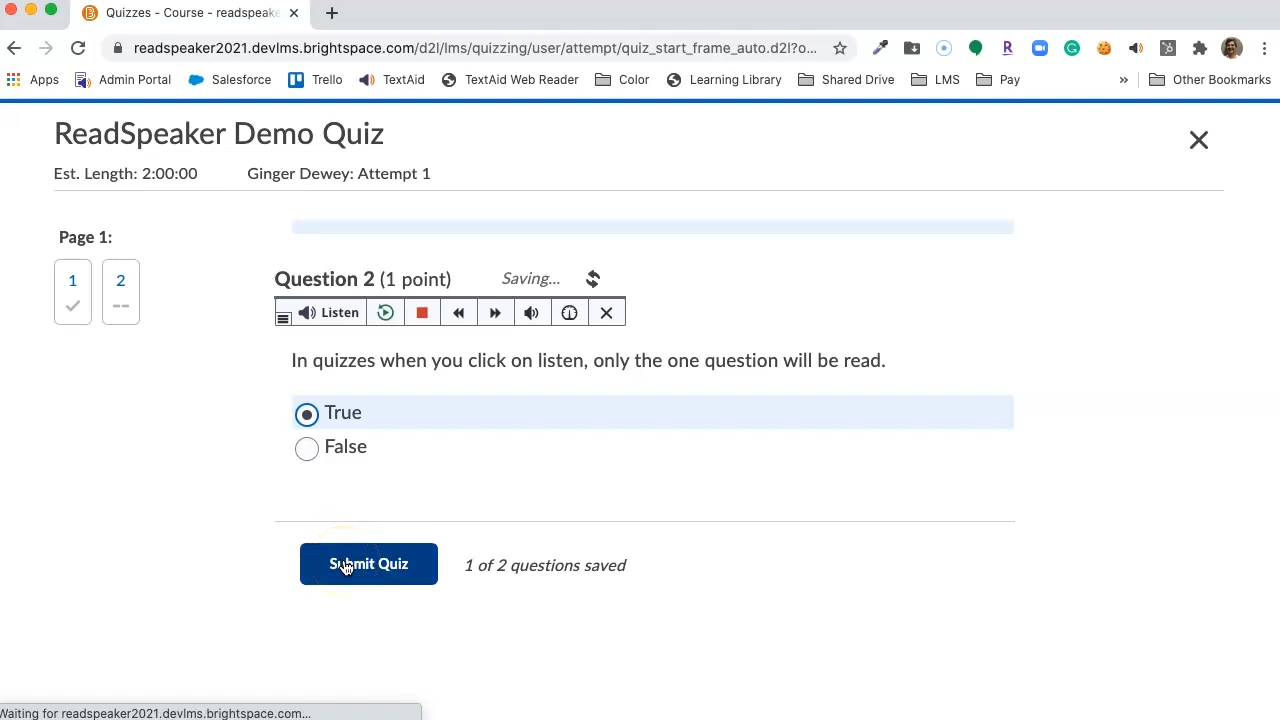 Quizzes - Course - readspeake
readspeaker2021.devlms.brightspace.com/d2l/lms/quizzing/user/attempt/quiz_start_frame_auto.d2l?o...
Apps Admin Portal Salesforce Trello TextAid TextAid Web Reader Color Learning Library Shared Drive LMS Pay » Other Bookmarks
ReadSpeaker Demo Quiz
Est. Length: 2:00:00 Ginger Dewey: Attempt 1
Page 1:
1 2
--
Question 2 (1 point) Saving...
Listen
In quizzes when you click on listen, only the one question will be read.
True
False
Submit Quiz 1 of 2 questions saved
Waiting for readspeaker2021.devlms.brightspace.com...